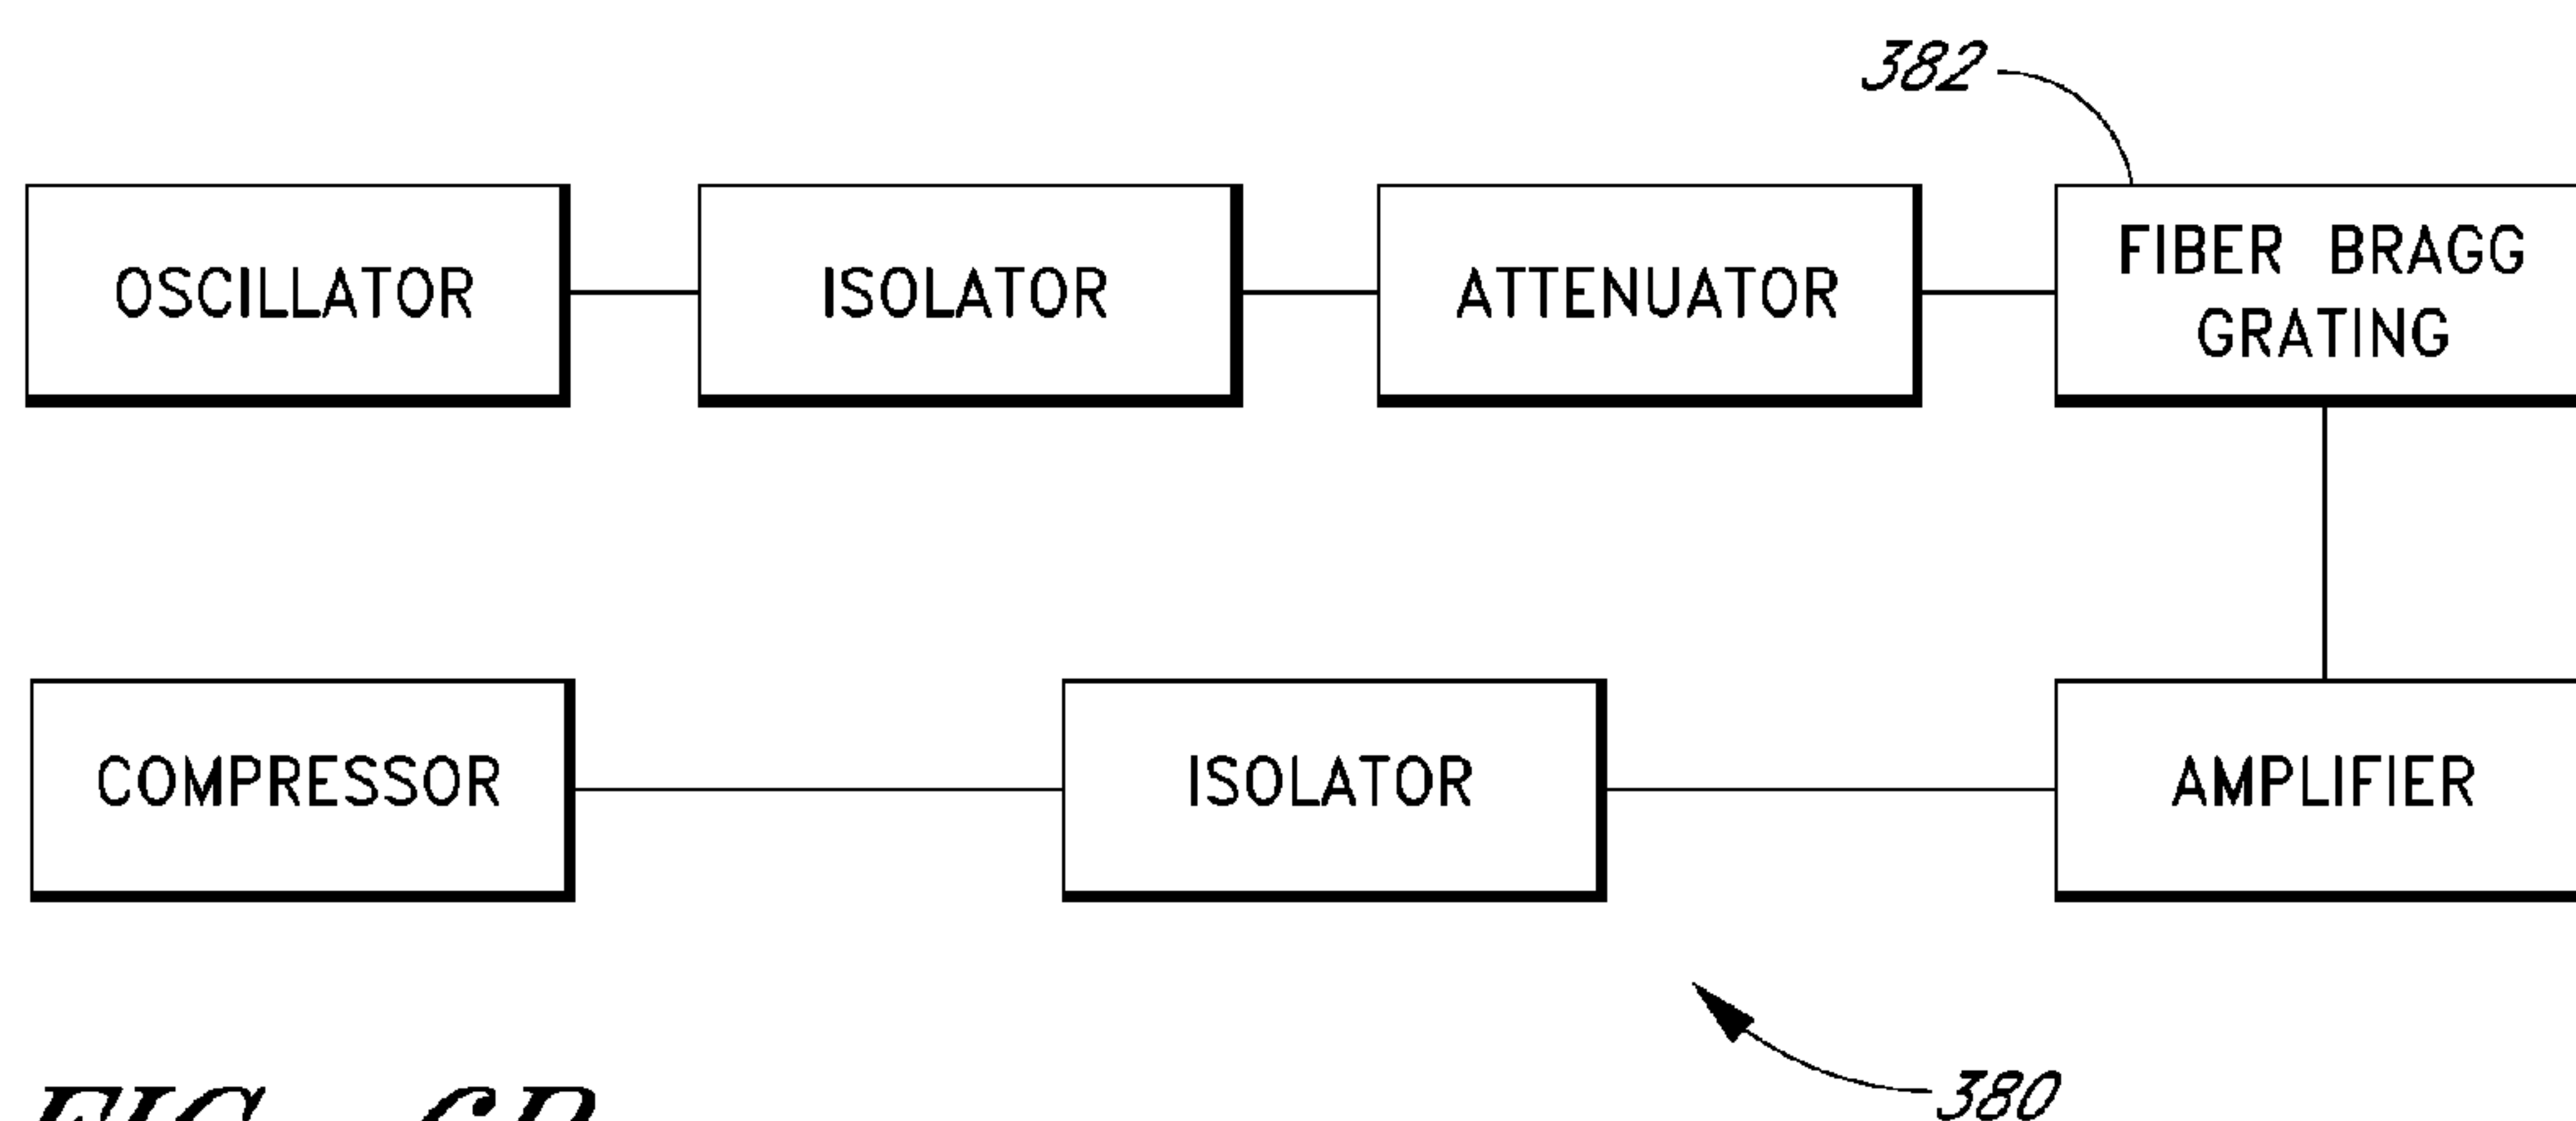 382
OSCILLATOR
ISOLATOR
ATTENUATOR
FIBER BRAGG
GRATING
COMPRESSOR
ISOLATOR
AMPLIFIER
380